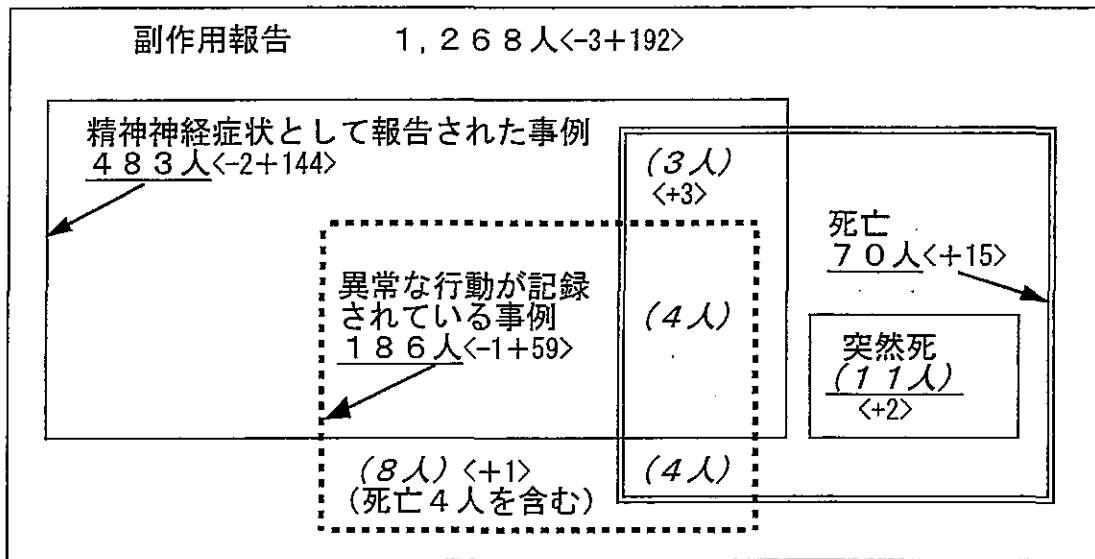 副作用報告 1,268人<-3+192>
精神神経症状として報告された事例
483人<-2+144>
(3人)
<+3>
死亡
70人<+15>
異常な行動が記録
されている事例
186人<-1+59>
(4人)
突然死
(11人)
<+2>
(8人)<+1>
(死亡4人を含む)
(4人)